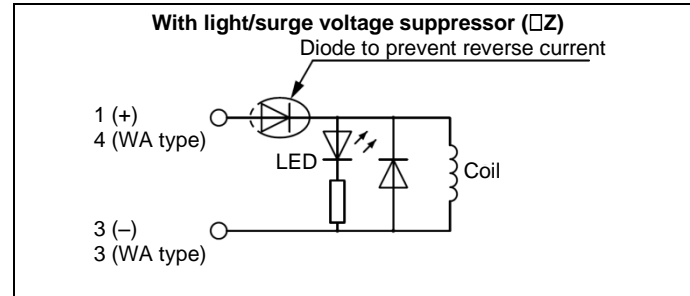 With light/surge voltage suppressor (□Z)
Diode to prevent reverse current
1 (+)
4 (WA type)
LED
Coil
3 (–)
3 (WA type)